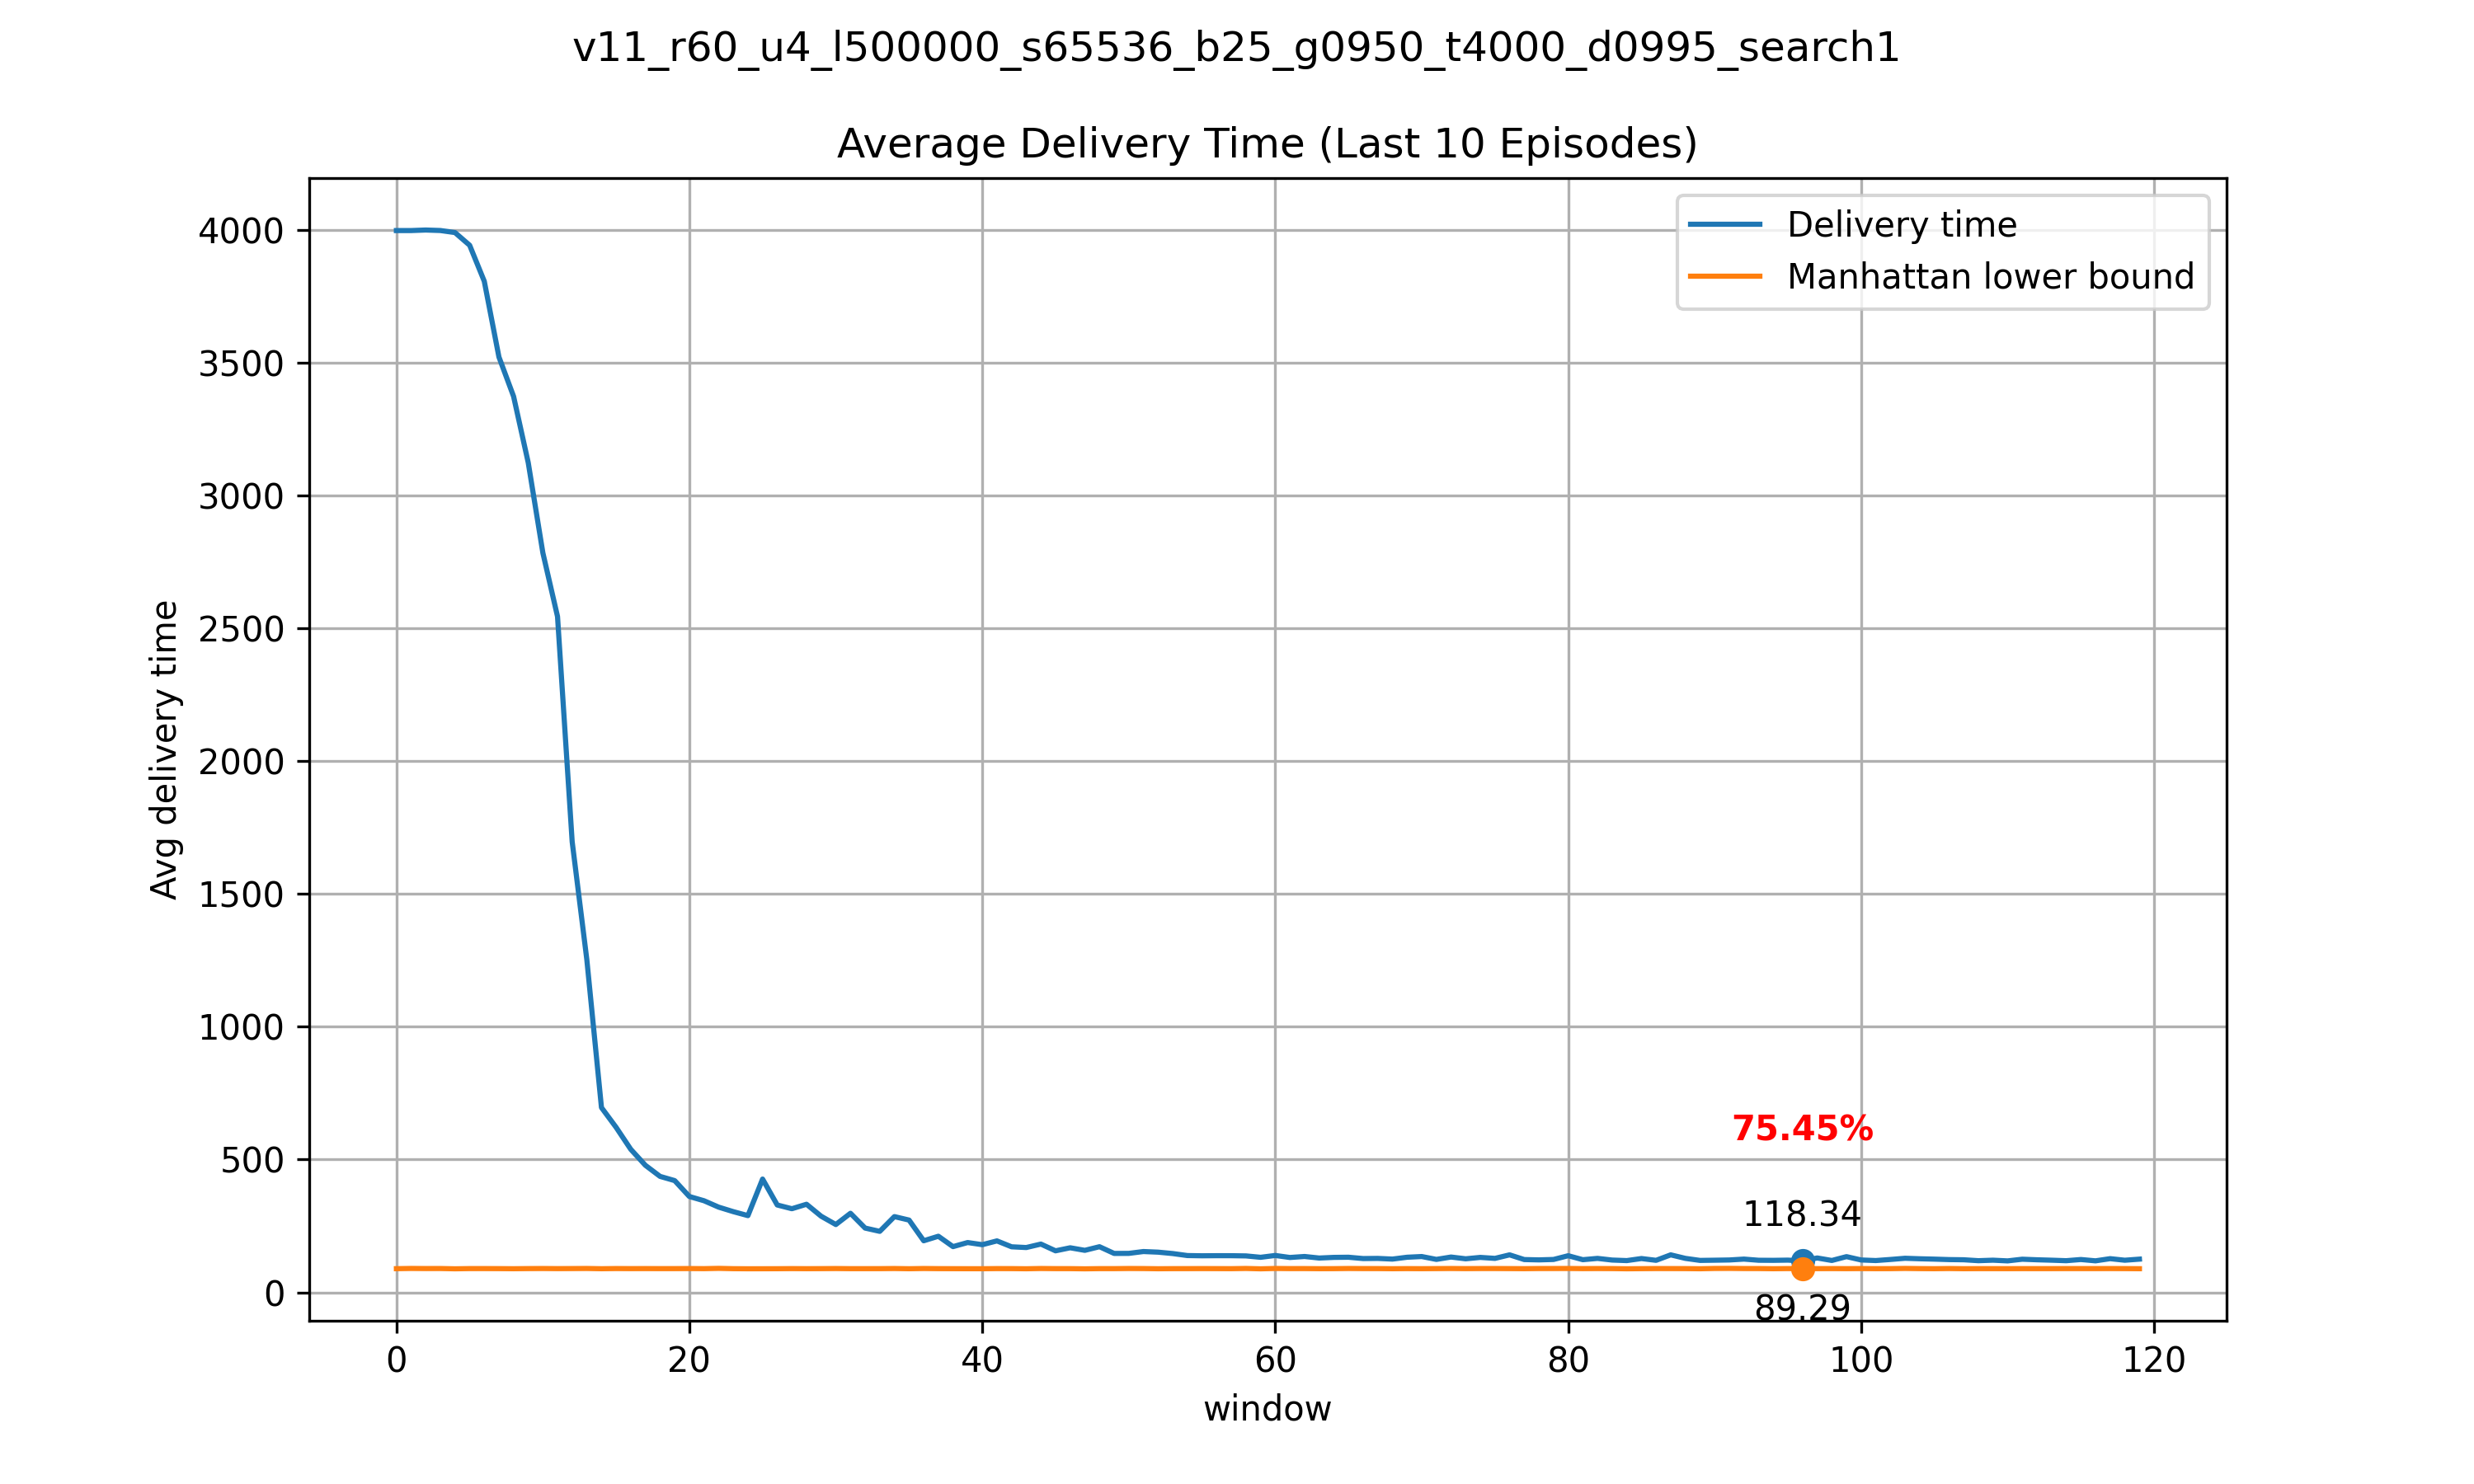 v11_r60_u4_l500000_s65536_b25_g0950_t4000_d0995_search1
Average Delivery Time (Last 10 Episodes)
Delivery time
Manhattan lower bound
4000
3500
3000
2500
2000
1500
1000
500
0
Avg delivery time
75.45%
118.34
89.29
0 20 40 60 80 100 120
window